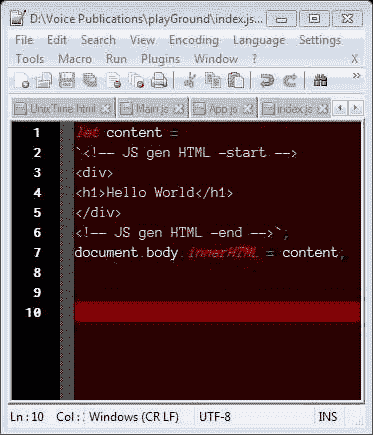 D:\Voice Publications\playGround\index.js...
File Edit Search View Encoding Language Settings
Tools Macro Run Plugins Window ? X
UnixTime.html Main.js App.js index.js
1 let content =
2 `<!-- JS gen HTML -start -->
3 <div>
4 <h1>Hello World</h1>
5 </div>
6 <!-- JS gen HTML -end -->`;
7 document.body.innerHTML = content;
8
9
10
Ln : 10 Col : Windows (CR LF) UTF-8 INS